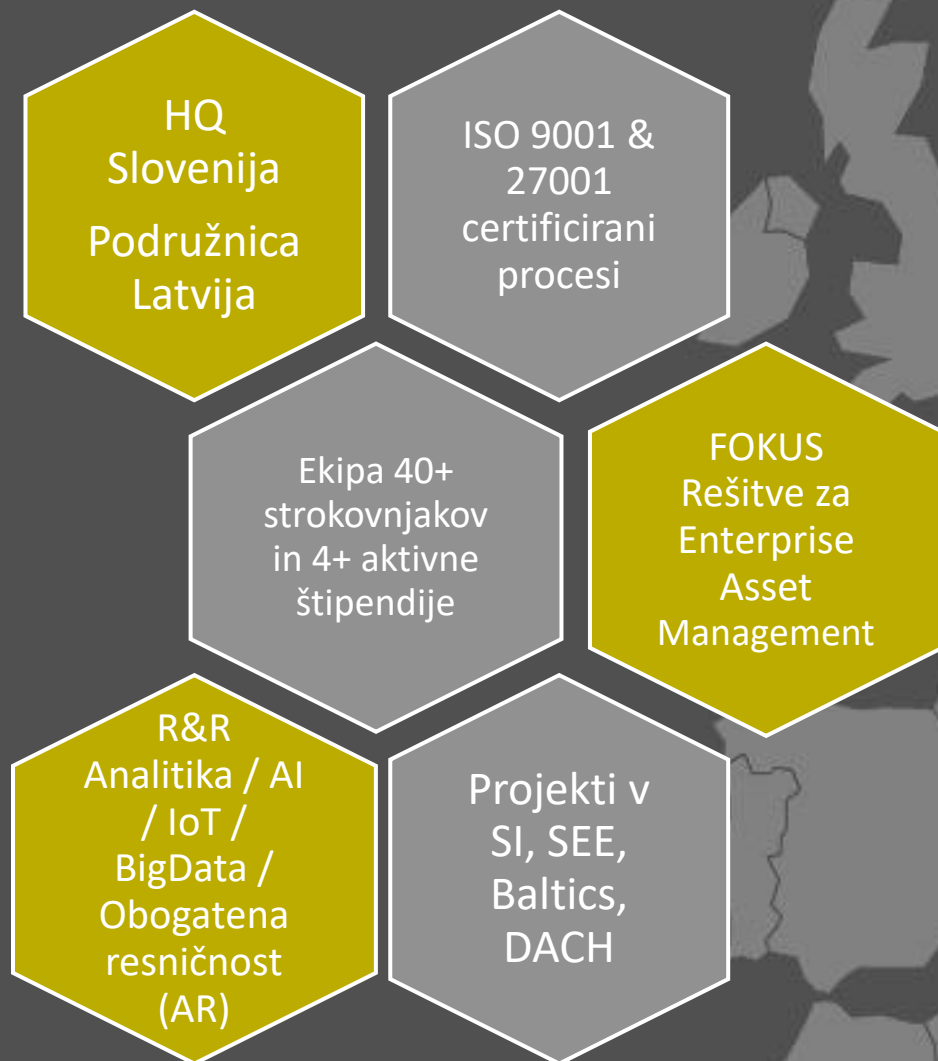 HQ
Slovenija
Podružnica
Latvija
ISO 9001 &
27001
certificirani
procesi
Ekipa 40+
strokovnjakov
in 4+ aktivne
štipendije
FOKUS
Rešitve za
Enterprise
Asset
Management
R&R
Analitika / AI
/ IoT /
BigData /
Obogatena
resničnost
(AR)
Projekti v
SI, SEE,
Baltics,
DACH